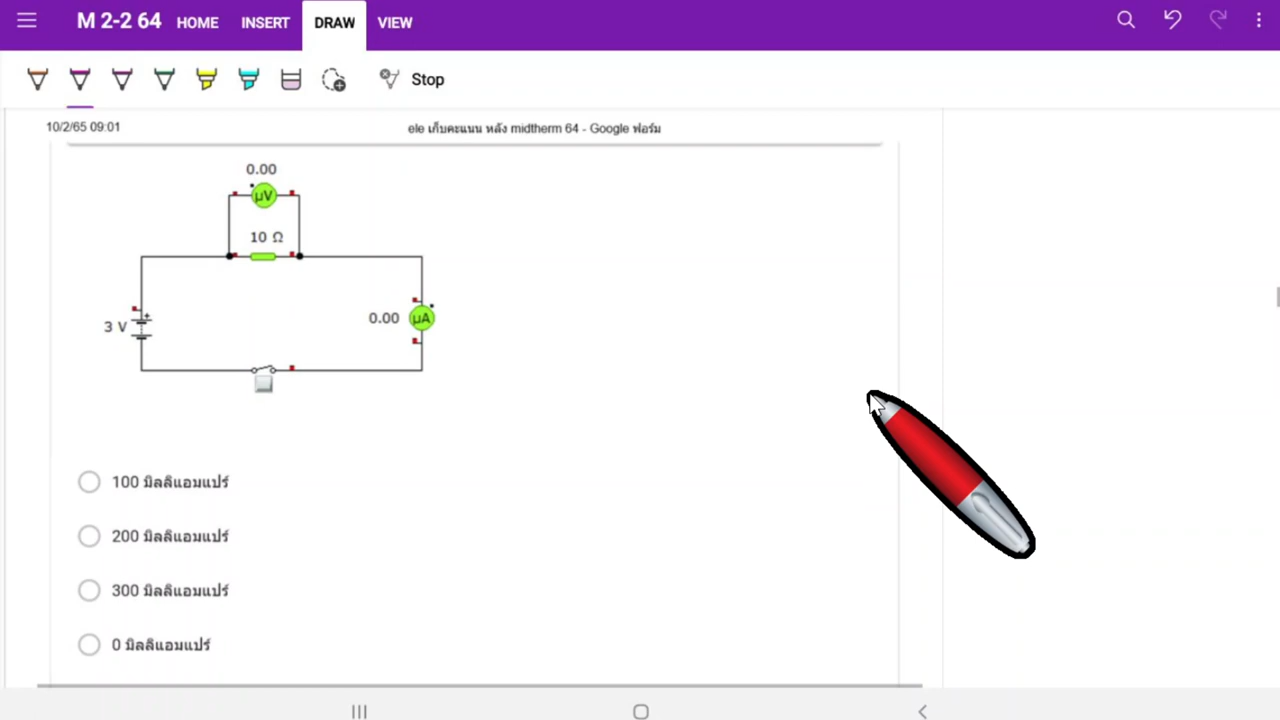 M 2-2 64 HOME INSERT DRAW VIEW
Stop
10/2/65 09:01 ele เก็บคะแนน หลัง midtherm 64 - Google ฟอร์ม
0.00
µV
10 Ω
3 V
0.00 µA
100 มิลลิแอมแปร์
200 มิลลิแอมแปร์
300 มิลลิแอมแปร์
0 มิลลิแอมแปร์